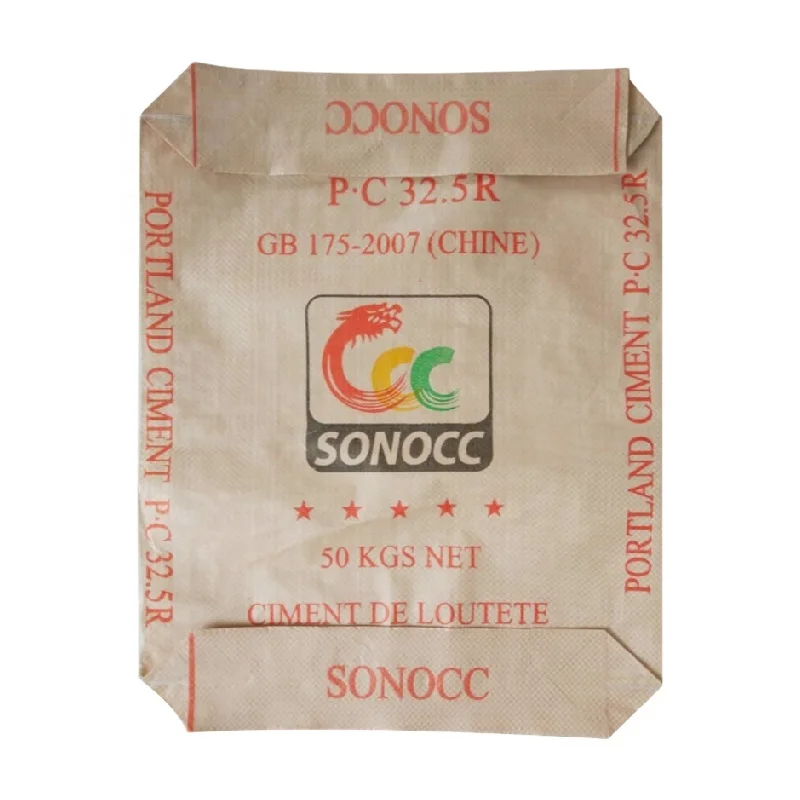 SONOCC
P·C 32.5R
GB 175-2007 (CHINE)
PORTLAND CIMENT P·C 32.5R
PORTLAND CIMENT P·C 32.5R
CCC
SONOCC
50 KGS NET
CIMENT DE LOUTETE
SONOCC